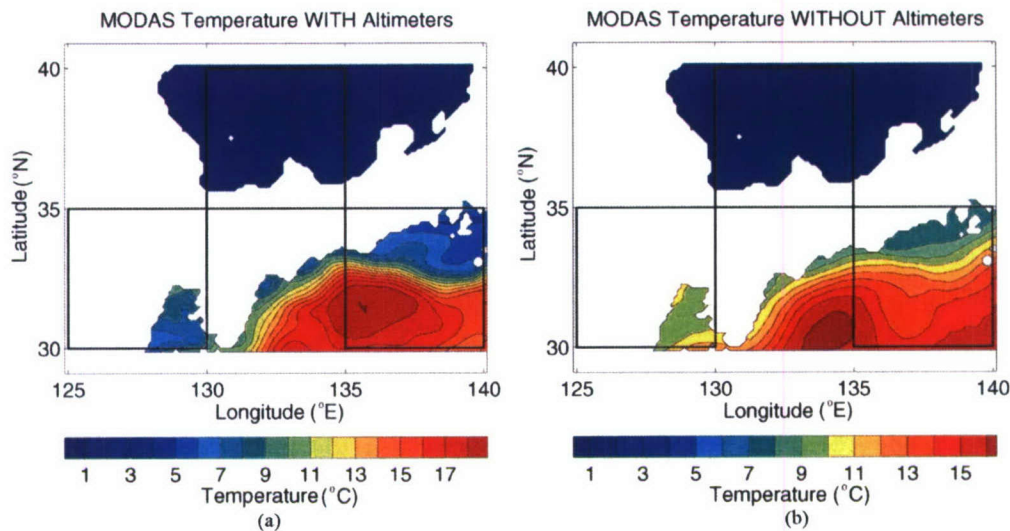 MODAS Temperature WITH Altimeters
40
35
30
Latitude (°N)
125 130 135 140
Longitude (°E)
1 3 5 7 9 11 13 15 17
Temperature (°C)
(a)
MODAS Temperature WITHOUT Altimeters
40
35
30
Latitude (°N)
125 130 135 140
Longitude (°E)
1 3 5 7 9 11 13 15
Temperature (°C)
(b)